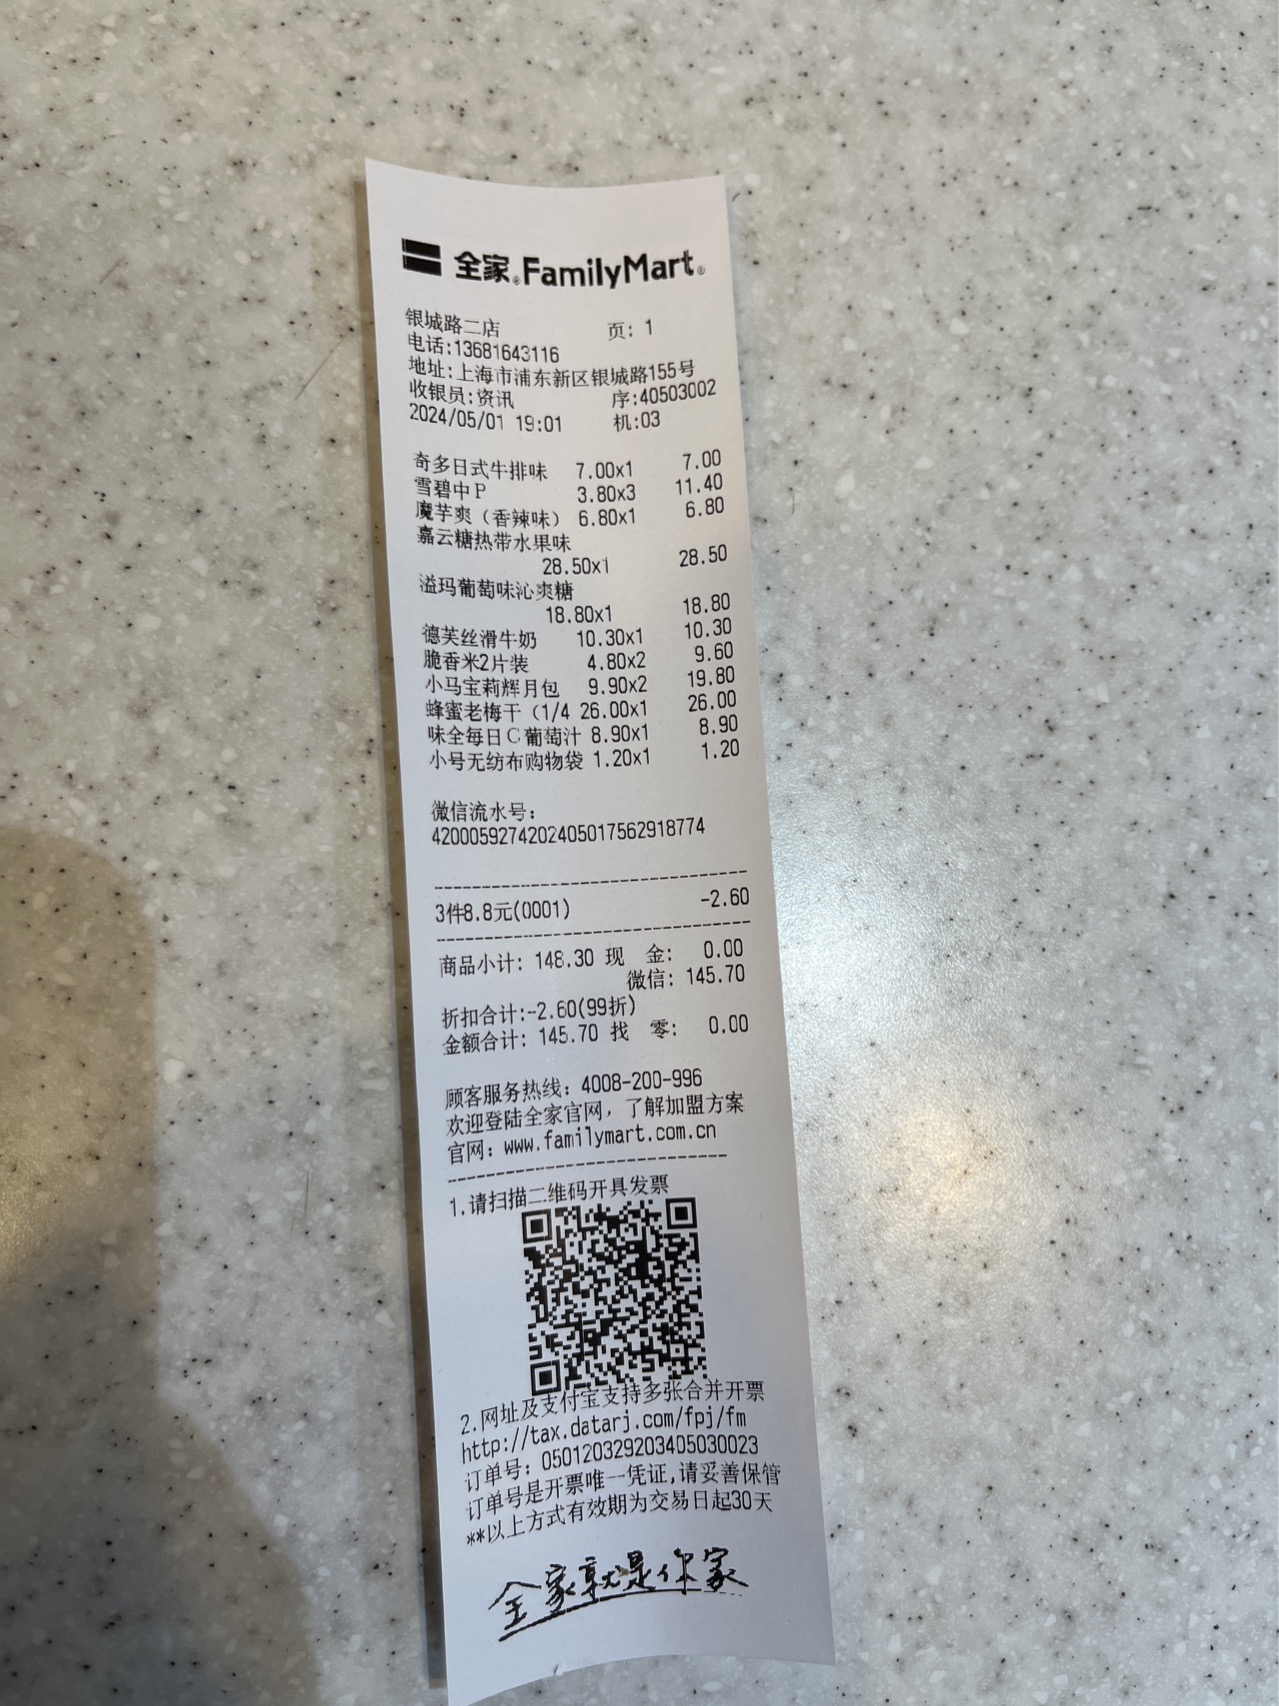 全家®FamilyMart®
银城路二店 页: 1
电话:13681643116
地址:上海市浦东新区银城路155号
收银员:资讯 序:40503002
2024/05/01 19:01 机:03
奇多日式牛排味 7.00x1 7.00
雪碧中P 3.80x3 11.40
魔芋爽（香辣味） 6.80x1 6.80
嘉云糖热带水果味
28.50x1 28.50
溢玛葡萄味沁爽糖
18.80x1 18.80
德芙丝滑牛奶 10.30x1 10.30
脆香米2片装 4.80x2 9.60
小马宝莉辉月包 9.90x2 19.80
蜂蜜老梅干（1/4 26.00x1 26.00
味全每日C葡萄汁 8.90x1 8.90
小号无纺布购物袋 1.20x1 1.20
微信流水号:
4200059274202405017562918774
3件8.8元(0001) -2.60
商品小计: 148.30 现 金: 0.00
微信: 145.70
折扣合计:-2.60(99折)
金额合计: 145.70 找 零: 0.00
顾客服务热线: 4008-200-996
欢迎登陆全家官网，了解加盟方案
官网: www.familymart.com.cn
1.请扫描二维码开具发票
2.网址及支付宝支持多张合并开票
http://tax.datarj.com/fpj/fm
订单号: 050120329203405030023
订单号是开票唯一凭证,请妥善保管
**以上方式有效期为交易日起30天
全家就是你家